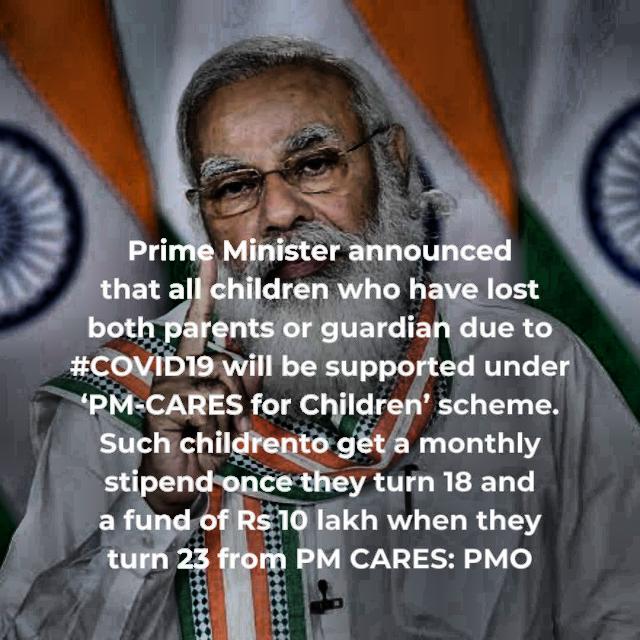 Prime Minister announced
that all children who have lost
both parents or guardian due to
#COVID19 will be supported under
‘PM-CARES for Children’ scheme.
Such childrento get a monthly
stipend once they turn 18 and
a fund of Rs 10 lakh when they
turn 23 from PM CARES: PMO